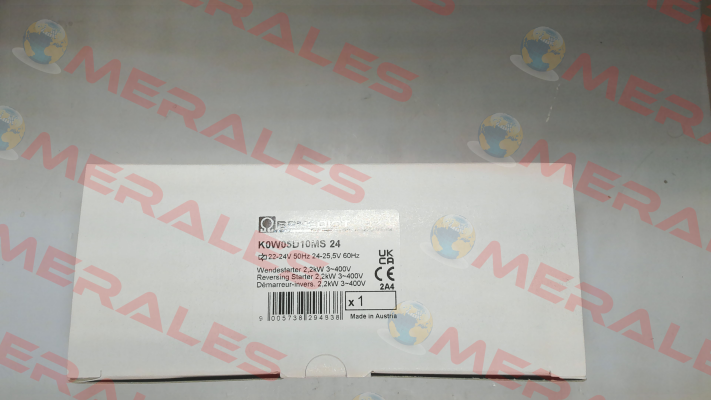 MERALES
MERALES
MERALES
MERALES
MERALES
K0W05D10MS 24
22-24V 50Hz 24-25,5V 60Hz
Wendestarter 2,2kW 3~400V
Reversing Starter 2,2kW 3~400V
Démarreur-invers. 2,2kW 3~400V
UK
CA
CE
2A4
x 1
9 005738 294938
Made in Austria